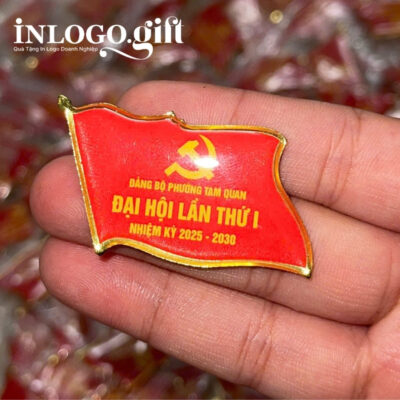 INLOGO.gift
Quà Tặng In Logo Doanh Nghiệp
ĐẢNG BỘ PHƯỜNG TAM QUAN
ĐẠI HỘI LẦN THỨ I
NHIỆM KỲ 2025 - 2030